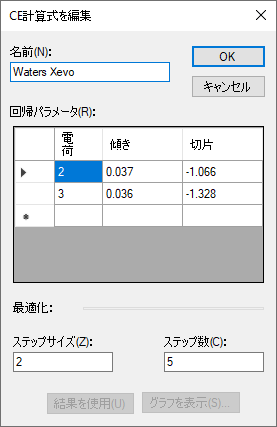 CE計算式を編集
名前(N):
OK
Waters Xevo
キャンセル
回帰パラメータ(R):
電荷 傾き 切片
2 0.037 -1.066
3 0.036 -1.328
最適化:
ステップサイズ(Z): ステップ数(C):
2 5
結果を使用(U) グラフを表示(S)...